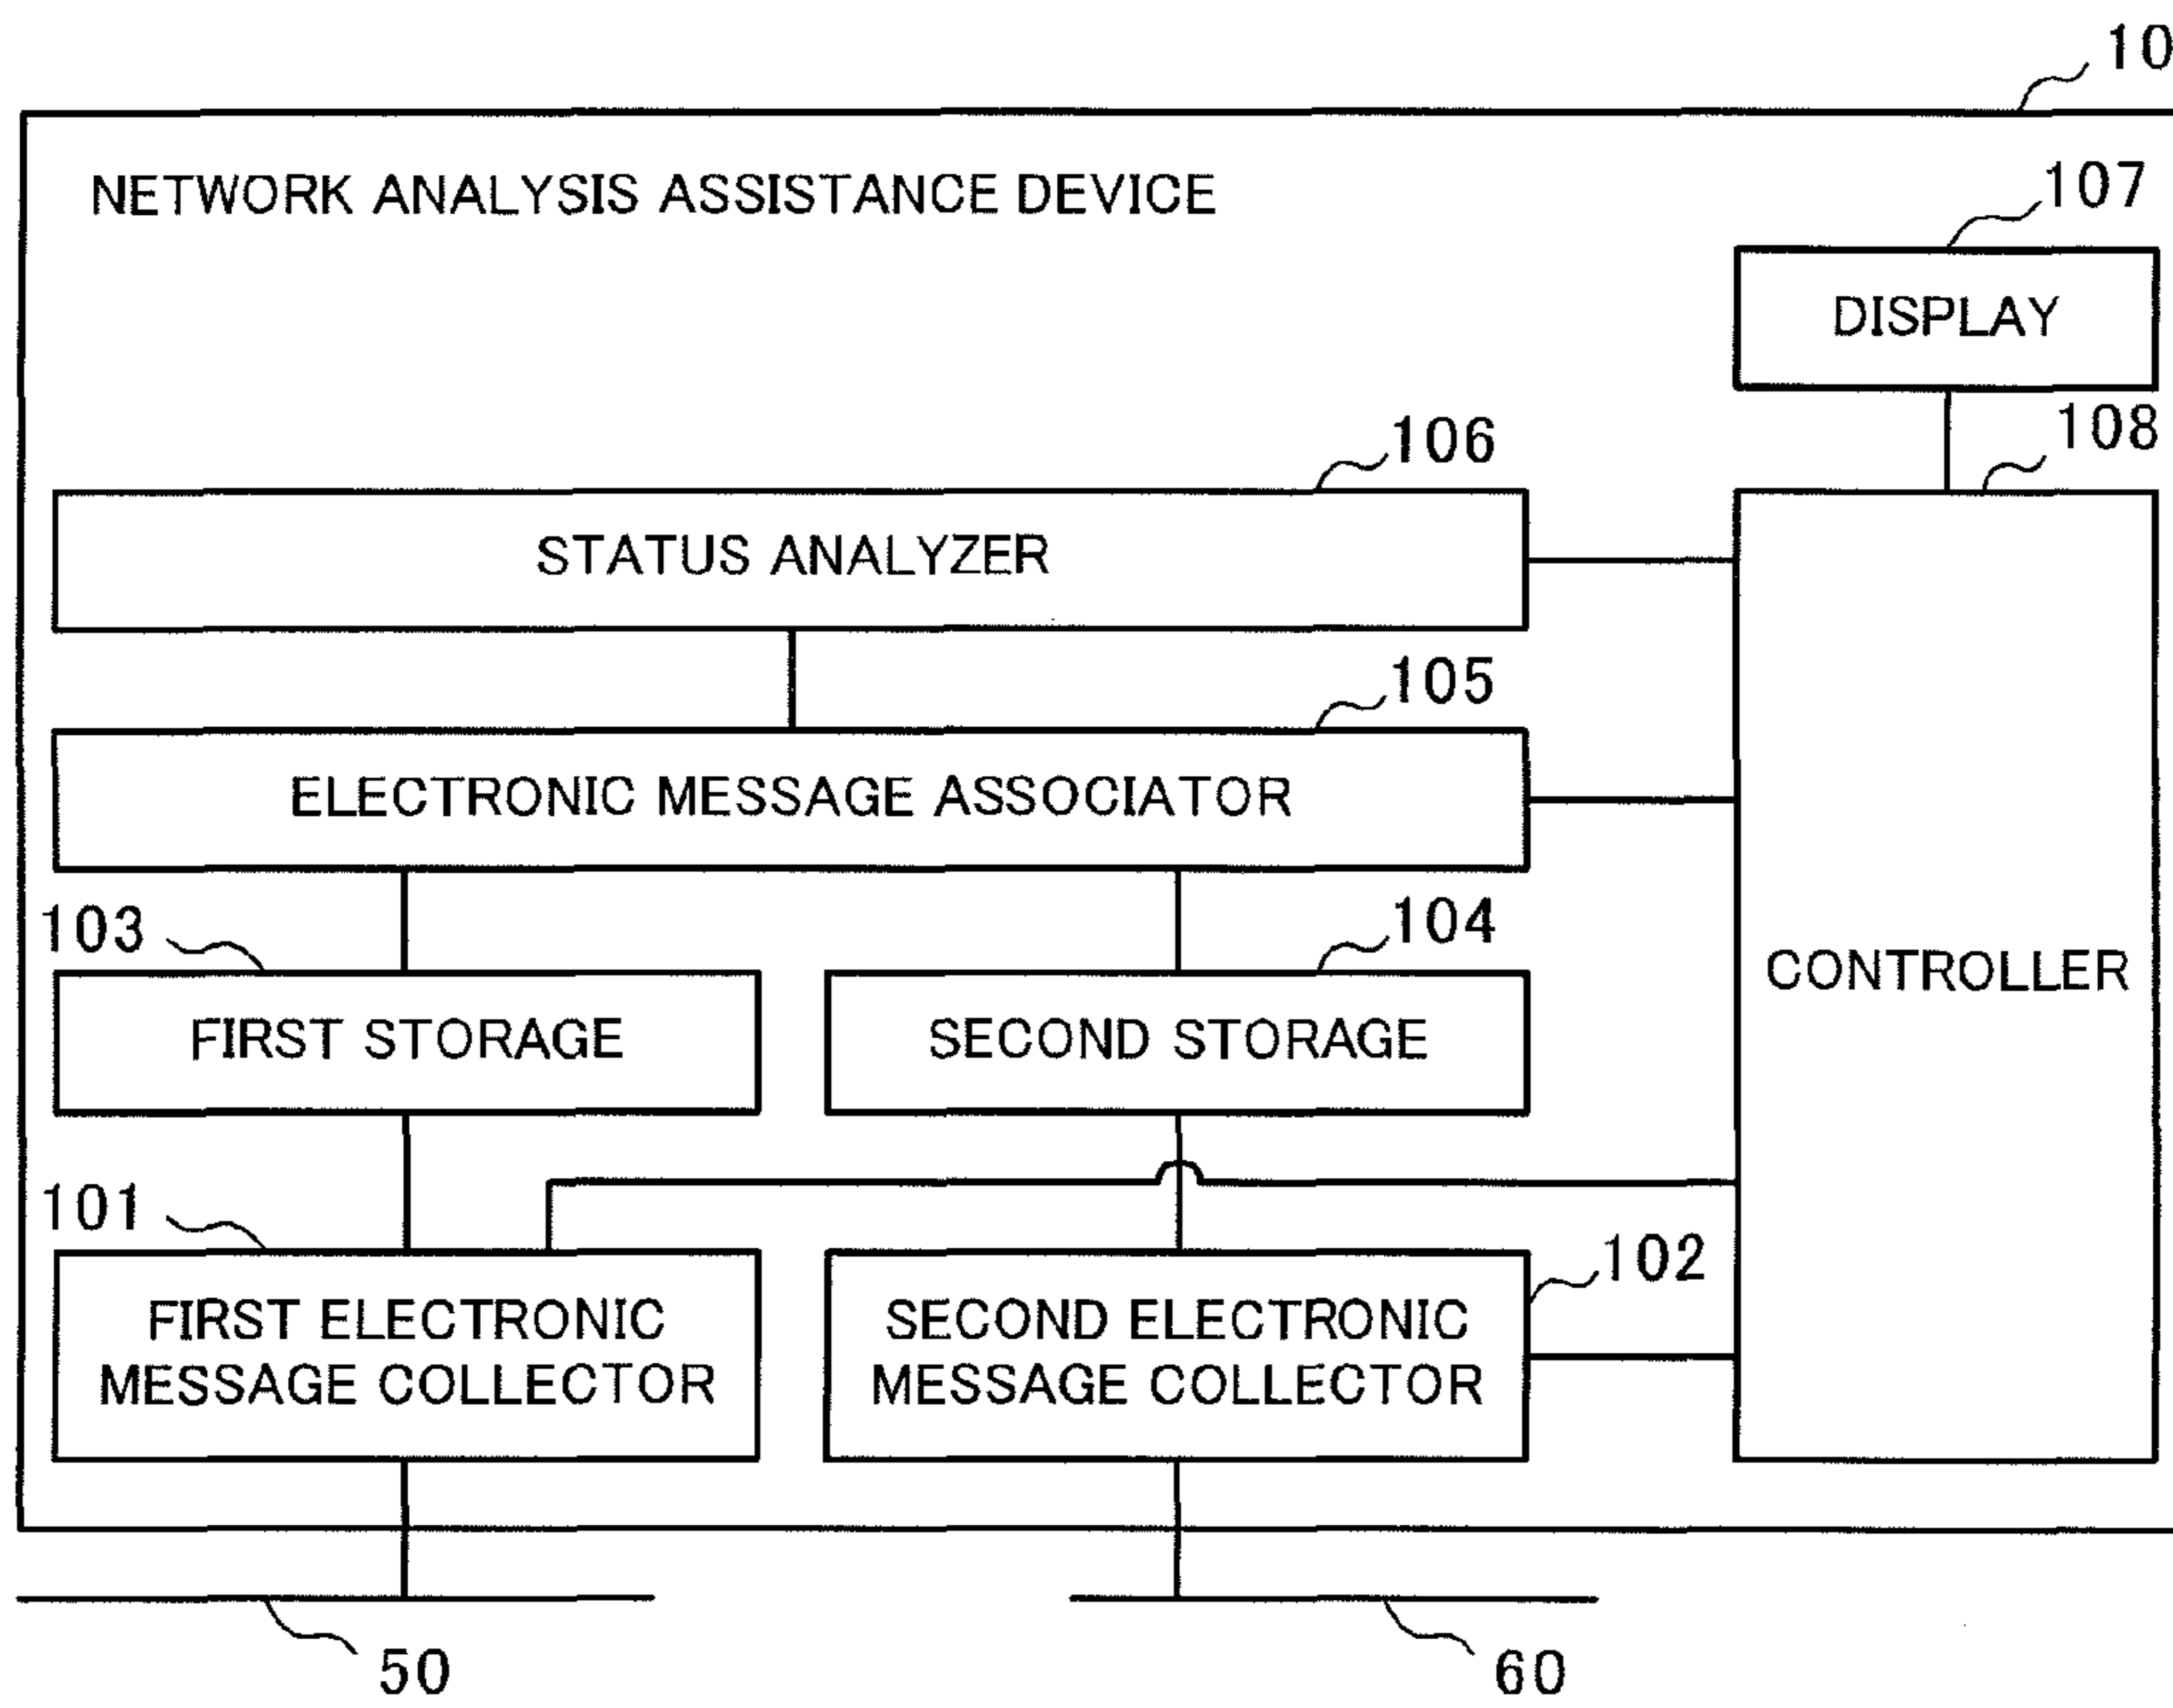 10
NETWORK ANALYSIS ASSISTANCE DEVICE
107
DISPLAY
108
106
STATUS ANALYZER
105
ELECTRONIC MESSAGE ASSOCIATOR
103
104
CONTROLLER
FIRST STORAGE
SECOND STORAGE
101
102
FIRST ELECTRONIC
MESSAGE COLLECTOR
SECOND ELECTRONIC
MESSAGE COLLECTOR
50
60